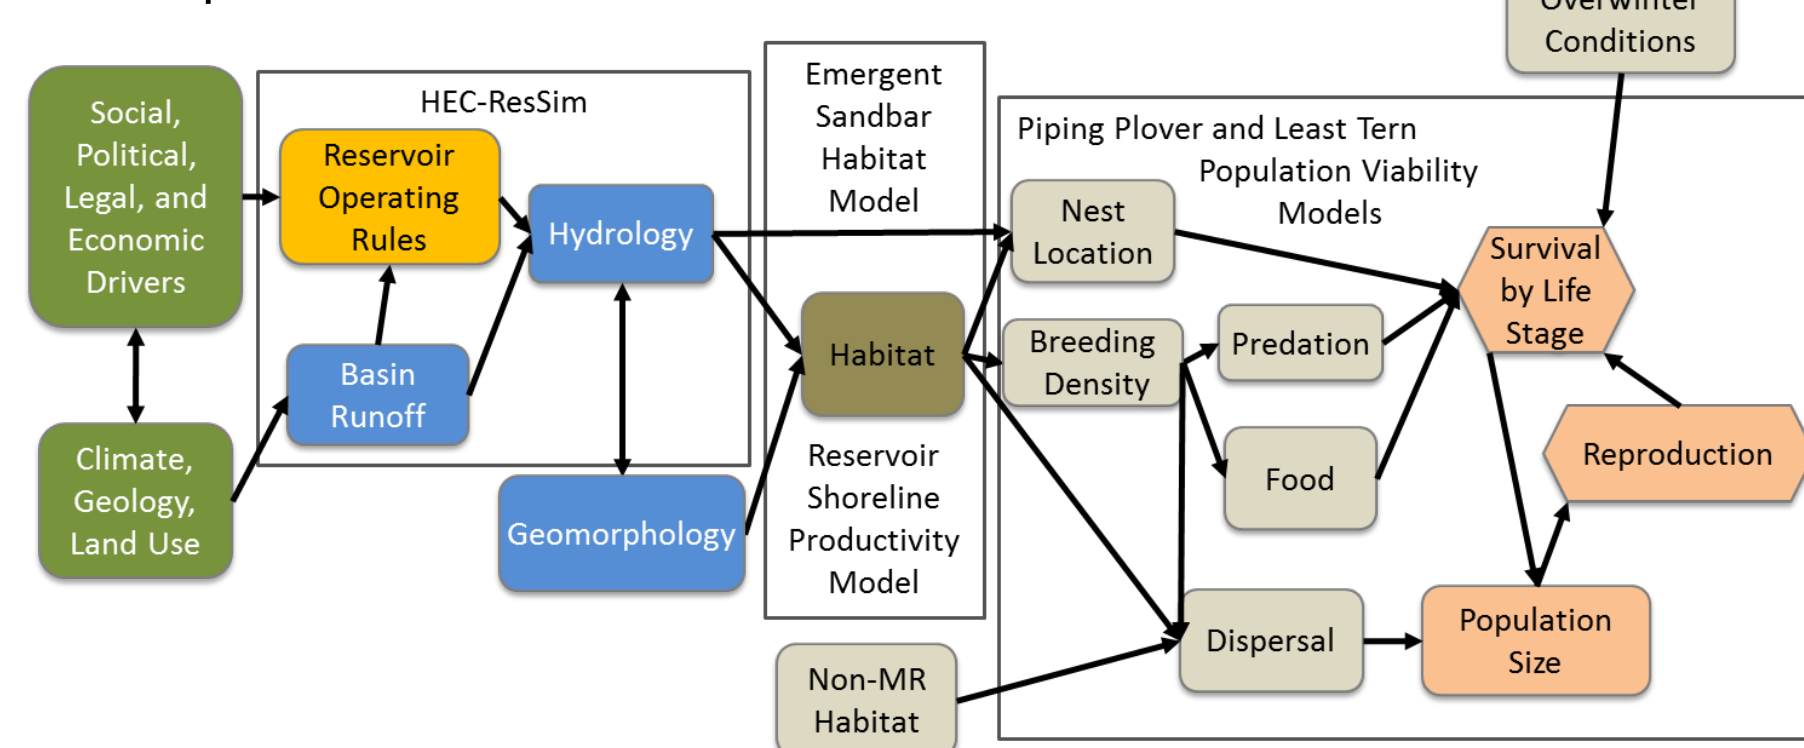 Overwinter
Conditions
Social,
Political,
Legal, and
Economic
Drivers
Climate,
Geology,
Land Use
HEC-ResSim
Reservoir
Operating
Rules
Basin
Runoff
Hydrology
Geomorphology
Emergent
Sandbar
Habitat
Model
Habitat
Reservoir
Shoreline
Productivity
Model
Non-MR
Habitat
Piping Plover and Least Tern
Population Viability
Models
Nest
Location
Breeding
Density
Predation
Food
Dispersal
Survival
by Life
Stage
Reproduction
Population
Size